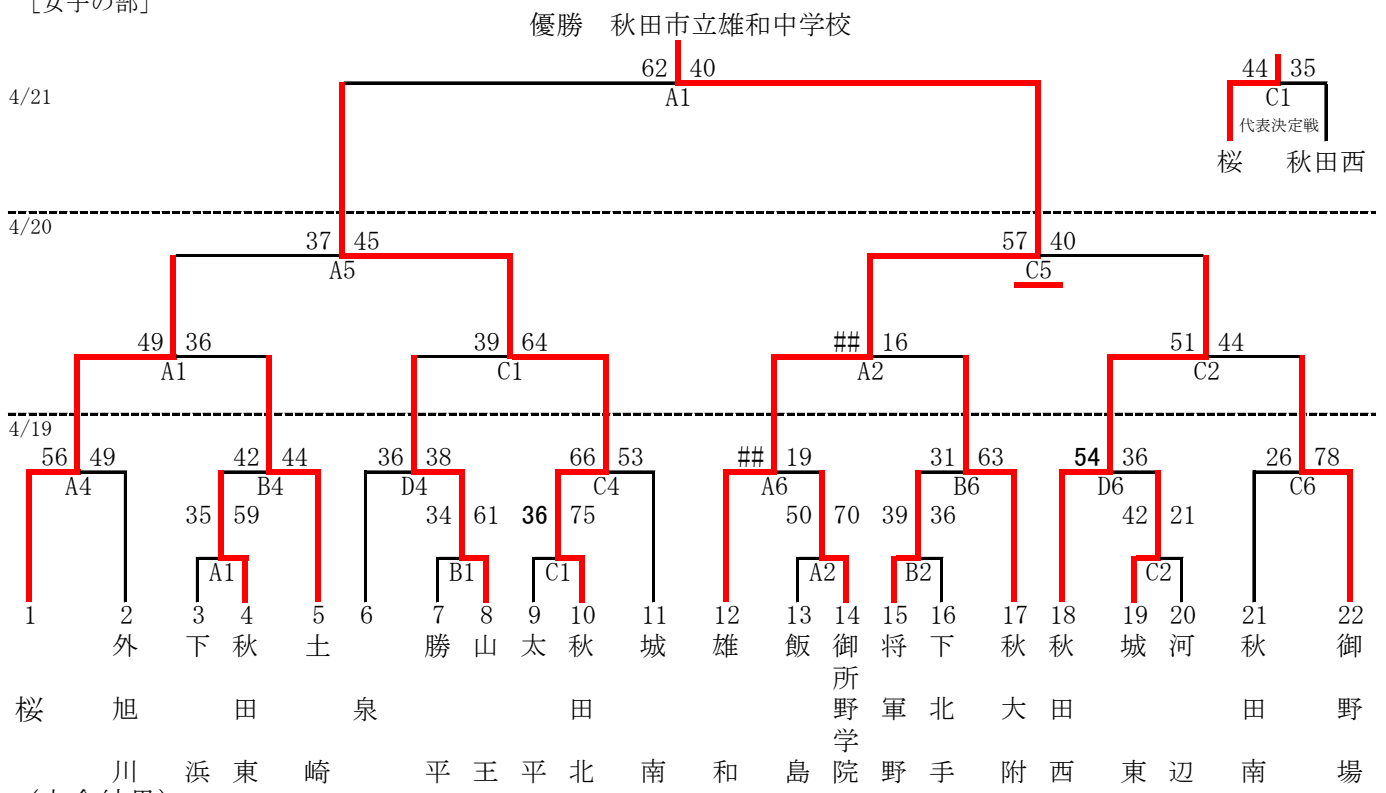 ［女子の部］
優勝　秋田市立雄和中学校
62 40
A1
4/21
44 35
C1
代表決定戦
桜　秋田西
4/20
37 45
A5
57 40
C5
49 36
A1
39 64
C1
## 16
A2
51 44
C2
4/19
56 49
A4
42 44
B4
36 38
D4
66 53
C4
## 19
A6
31 63
B6
54 36
D6
26 78
C6
35 59
A1
34 61
B1
36 75
C1
50 70
A2
39 36
B2
42 21
C2
1 桜
2 外旭川
3 下浜
4 秋田東
5 土崎
6 泉
7 勝平
8 山王
9 太平
10 秋田北
11 城南
12 雄和
13 飯島
14 御所野学院
15 将軍野
16 下北手
17 秋大附
18 秋田西
19 城東
20 河辺
21 秋田南
22 御野場